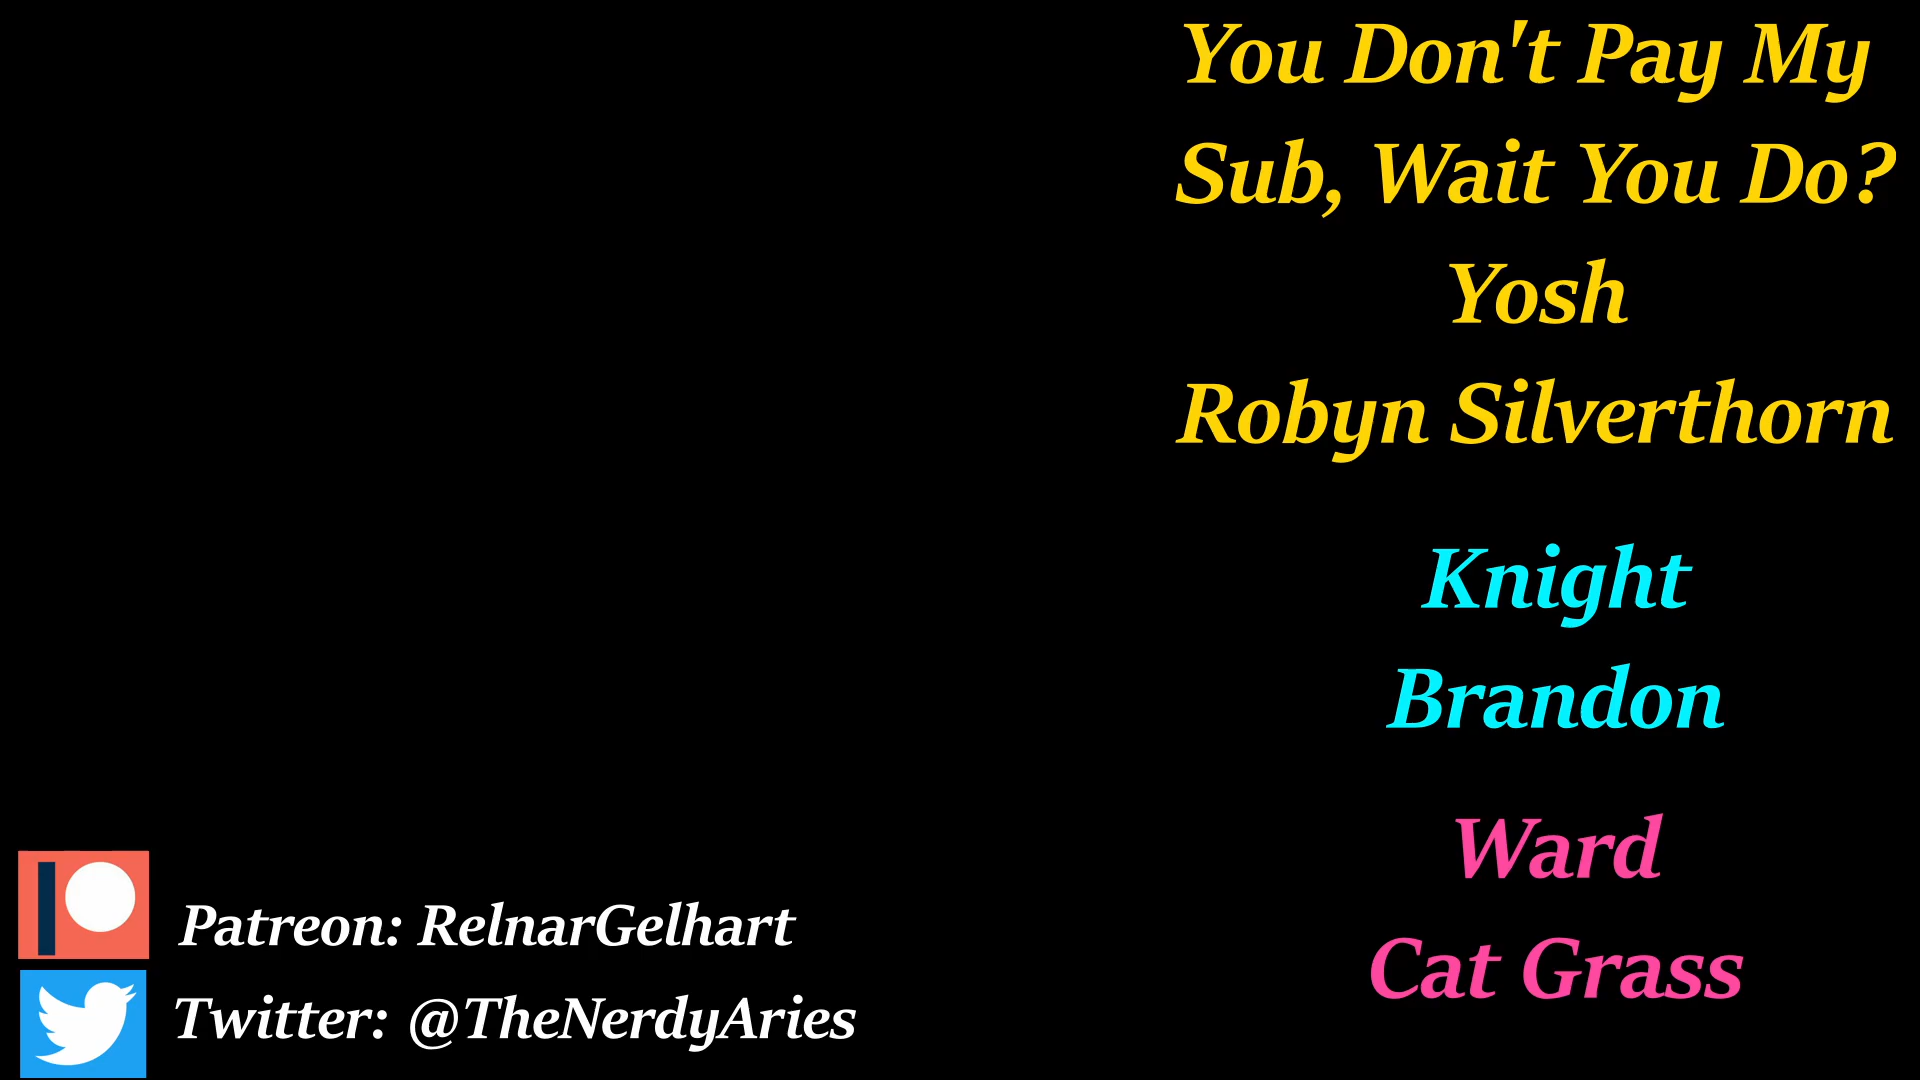 You Don't Pay My
Sub, Wait You Do?
Yosh
Robyn Silverthorn
Knight
Brandon
Ward
Cat Grass
Patreon: RelnarGelhart
Twitter: @TheNerdyAries